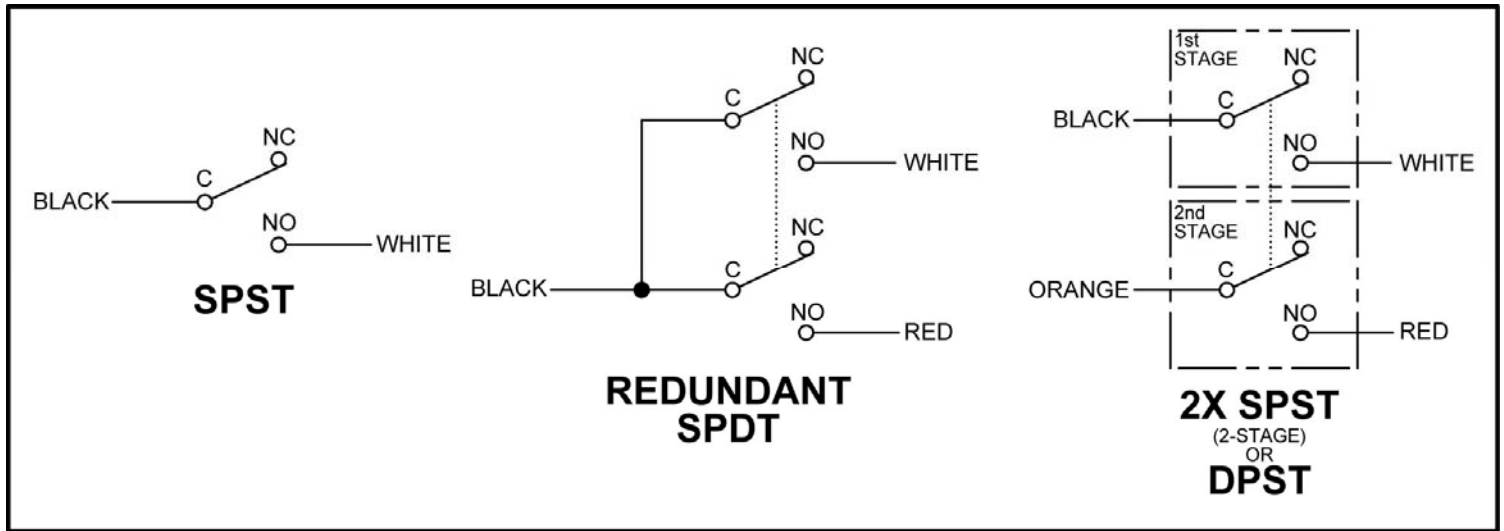 NC
C
BLACK
NO
WHITE
SPST
NC
C
NO
WHITE
NC
C
BLACK
NO
RED
REDUNDANT
SPDT
1st
STAGE
NC
C
BLACK
NO
WHITE
2nd
STAGE
NC
C
ORANGE
NO
RED
2X SPST
(2-STAGE)
OR
DPST